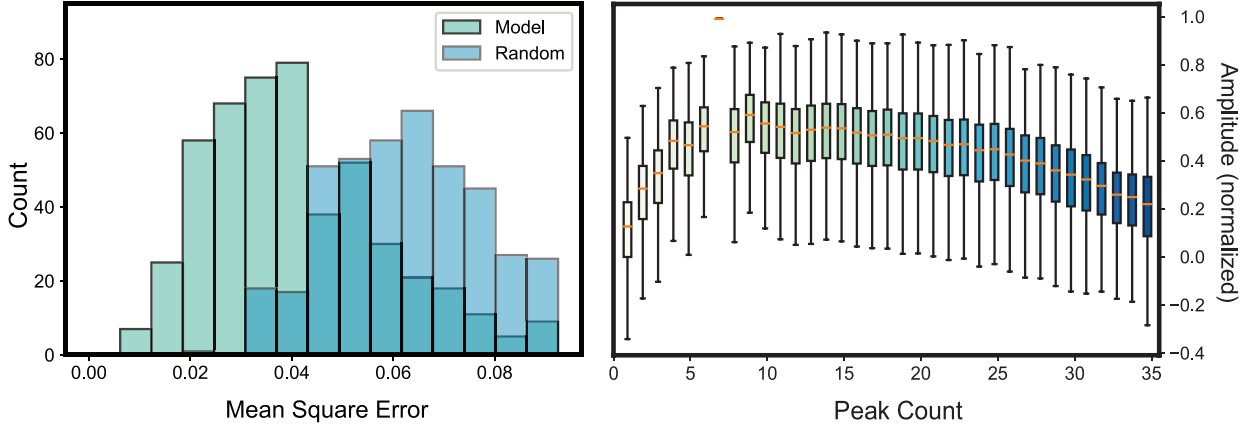 Model
Random
80
60
40
20
0
Count
0.00 0.02 0.04 0.06 0.08
Mean Square Error
1.0
0.8
0.6
0.4
0.2
0.0
−0.2
−0.4
Amplitude (normalized)
0 5 10 15 20 25 30 35
Peak Count